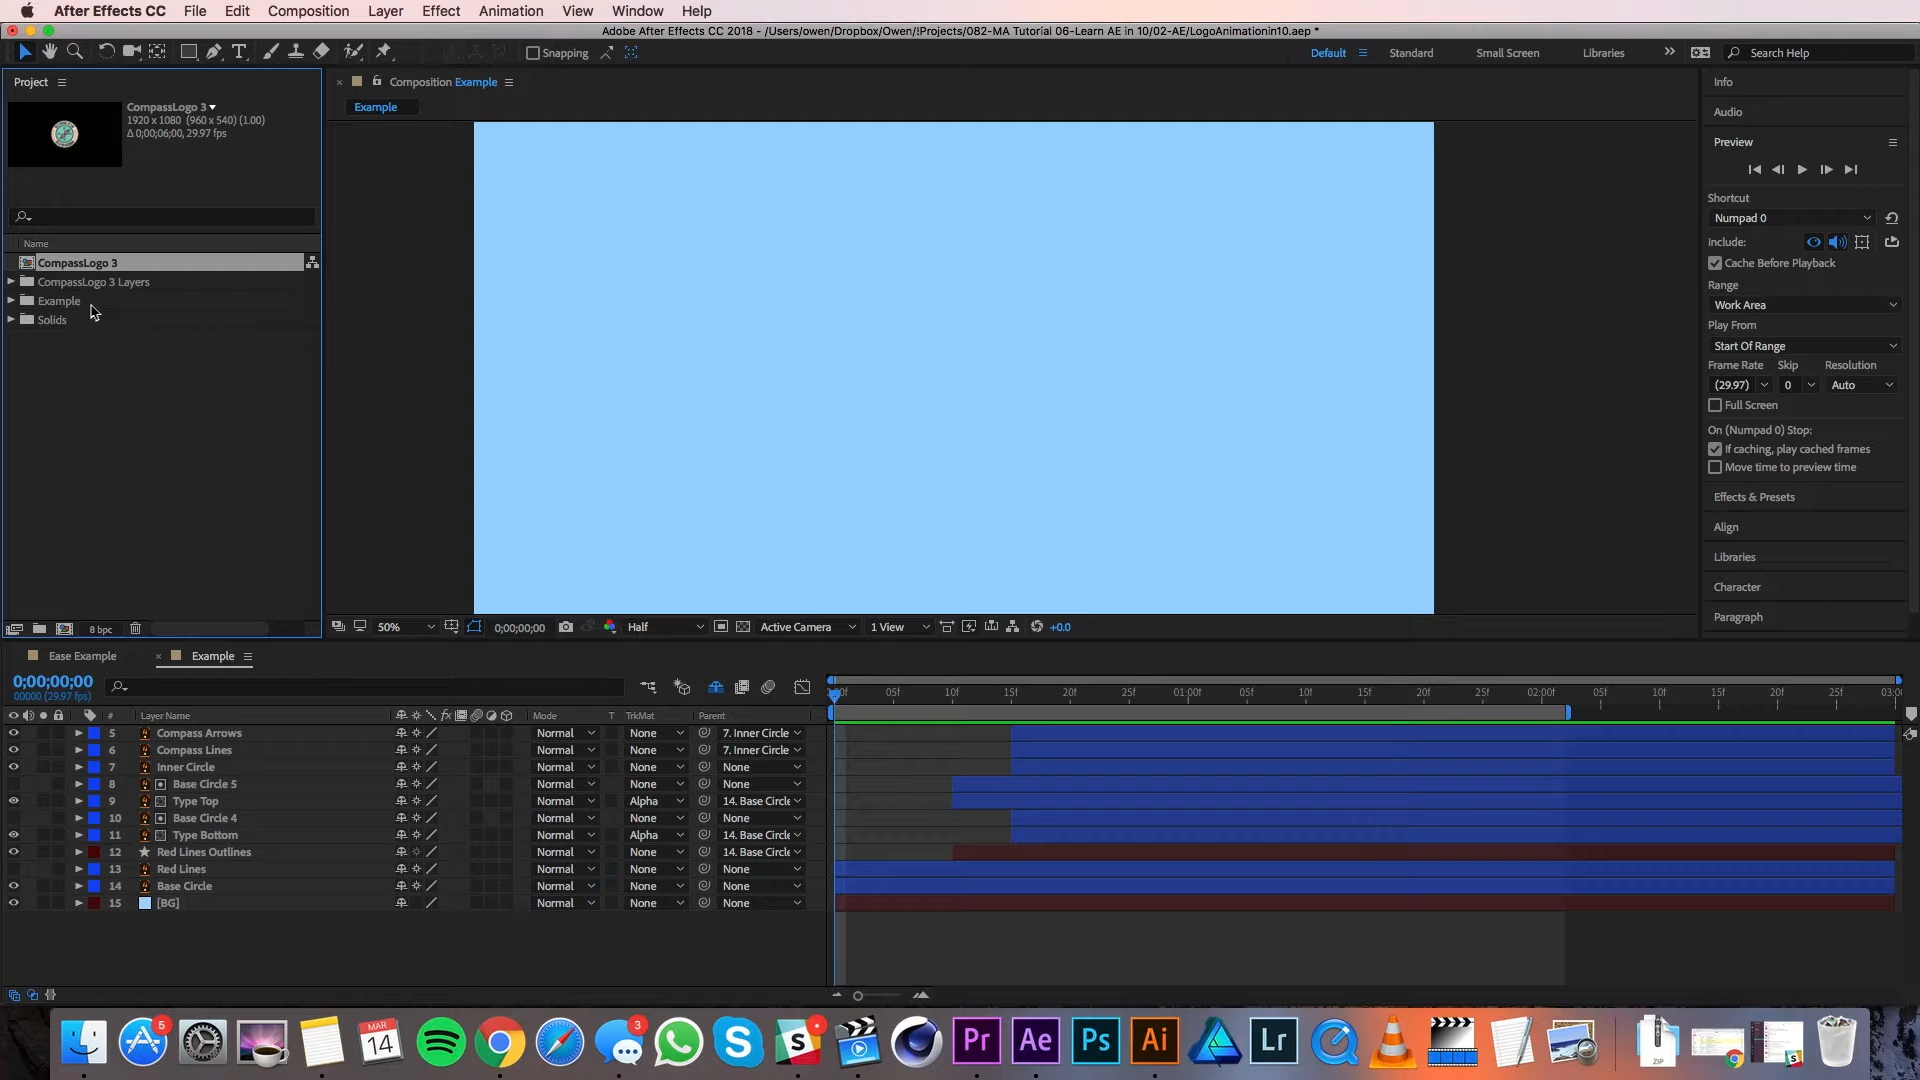 After Effects CC File Edit Composition Layer Effect Animation View Window Help
Adobe After Effects CC 2018 - /Users/owen/Dropbox/Owen/!Projects/082-MA Tutorial 06-Learn AE in 10/02-AE/LogoAnimationin10.aep *
Snapping
Default Standard Small Screen Libraries Search Help
Project
CompassLogo 3
1920 x 1080 (960 x 540) (1.00)
Δ 0;00;06;00, 29.97 fps
Name
CompassLogo 3
CompassLogo 3 Layers
Example
Solids
8 bpc
Composition Example
Example
50% 0;00;00;00 Half Active Camera 1 View +0.0
Info
Audio
Preview
Shortcut
Numpad 0
Include:
Cache Before Playback
Range
Work Area
Play From
Start Of Range
Frame Rate Skip Resolution
(29.97) 0 Auto
Full Screen
On (Numpad 0) Stop:
If caching, play cached frames
Move time to preview time
Effects & Presets
Align
Libraries
Character
Paragraph
Ease Example Example
0;00;00;00
00000 (29.97 fps)
05f 10f 15f 20f 25f 01:00f 05f 10f 15f 20f 25f 02:00f 05f 10f 15f 20f 25f 03:0
# Layer Name Mode T TrkMat Parent
5 Compass Arrows Normal None 7. Inner Circle
6 Compass Lines Normal None 7. Inner Circle
7 Inner Circle Normal None None
8 Base Circle 5 Normal None None
9 Type Top Normal Alpha 14. Base Circle
10 Base Circle 4 Normal None None
11 Type Bottom Normal Alpha 14. Base Circle
12 Red Lines Outlines Normal None 14. Base Circle
13 Red Lines Normal None None
14 Base Circle Normal None None
15 [BG] Normal None None
5 MAR 14 3 Pr Ae Ps Ai Lr ZIP